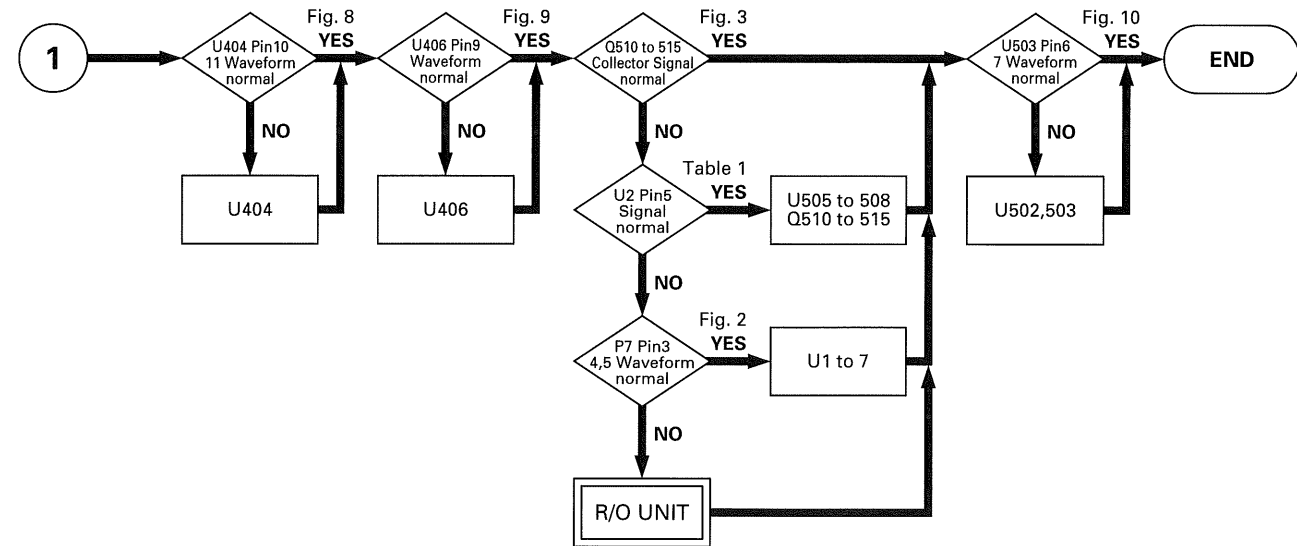 1
U404 Pin10
11 Waveform
normal
Fig. 8
YES
NO
U404
U406 Pin9
Waveform
normal
Fig. 9
YES
NO
U406
Q510 to 515
Collector Signal
normal
Fig. 3
YES
NO
U2 Pin5
Signal
normal
Table 1
YES
U505 to 508
Q510 to 515
NO
P7 Pin3
4,5 Waveform
normal
Fig. 2
YES
U1 to 7
NO
R/O UNIT
U503 Pin6
7 Waveform
normal
Fig. 10
YES
NO
U502,503
END